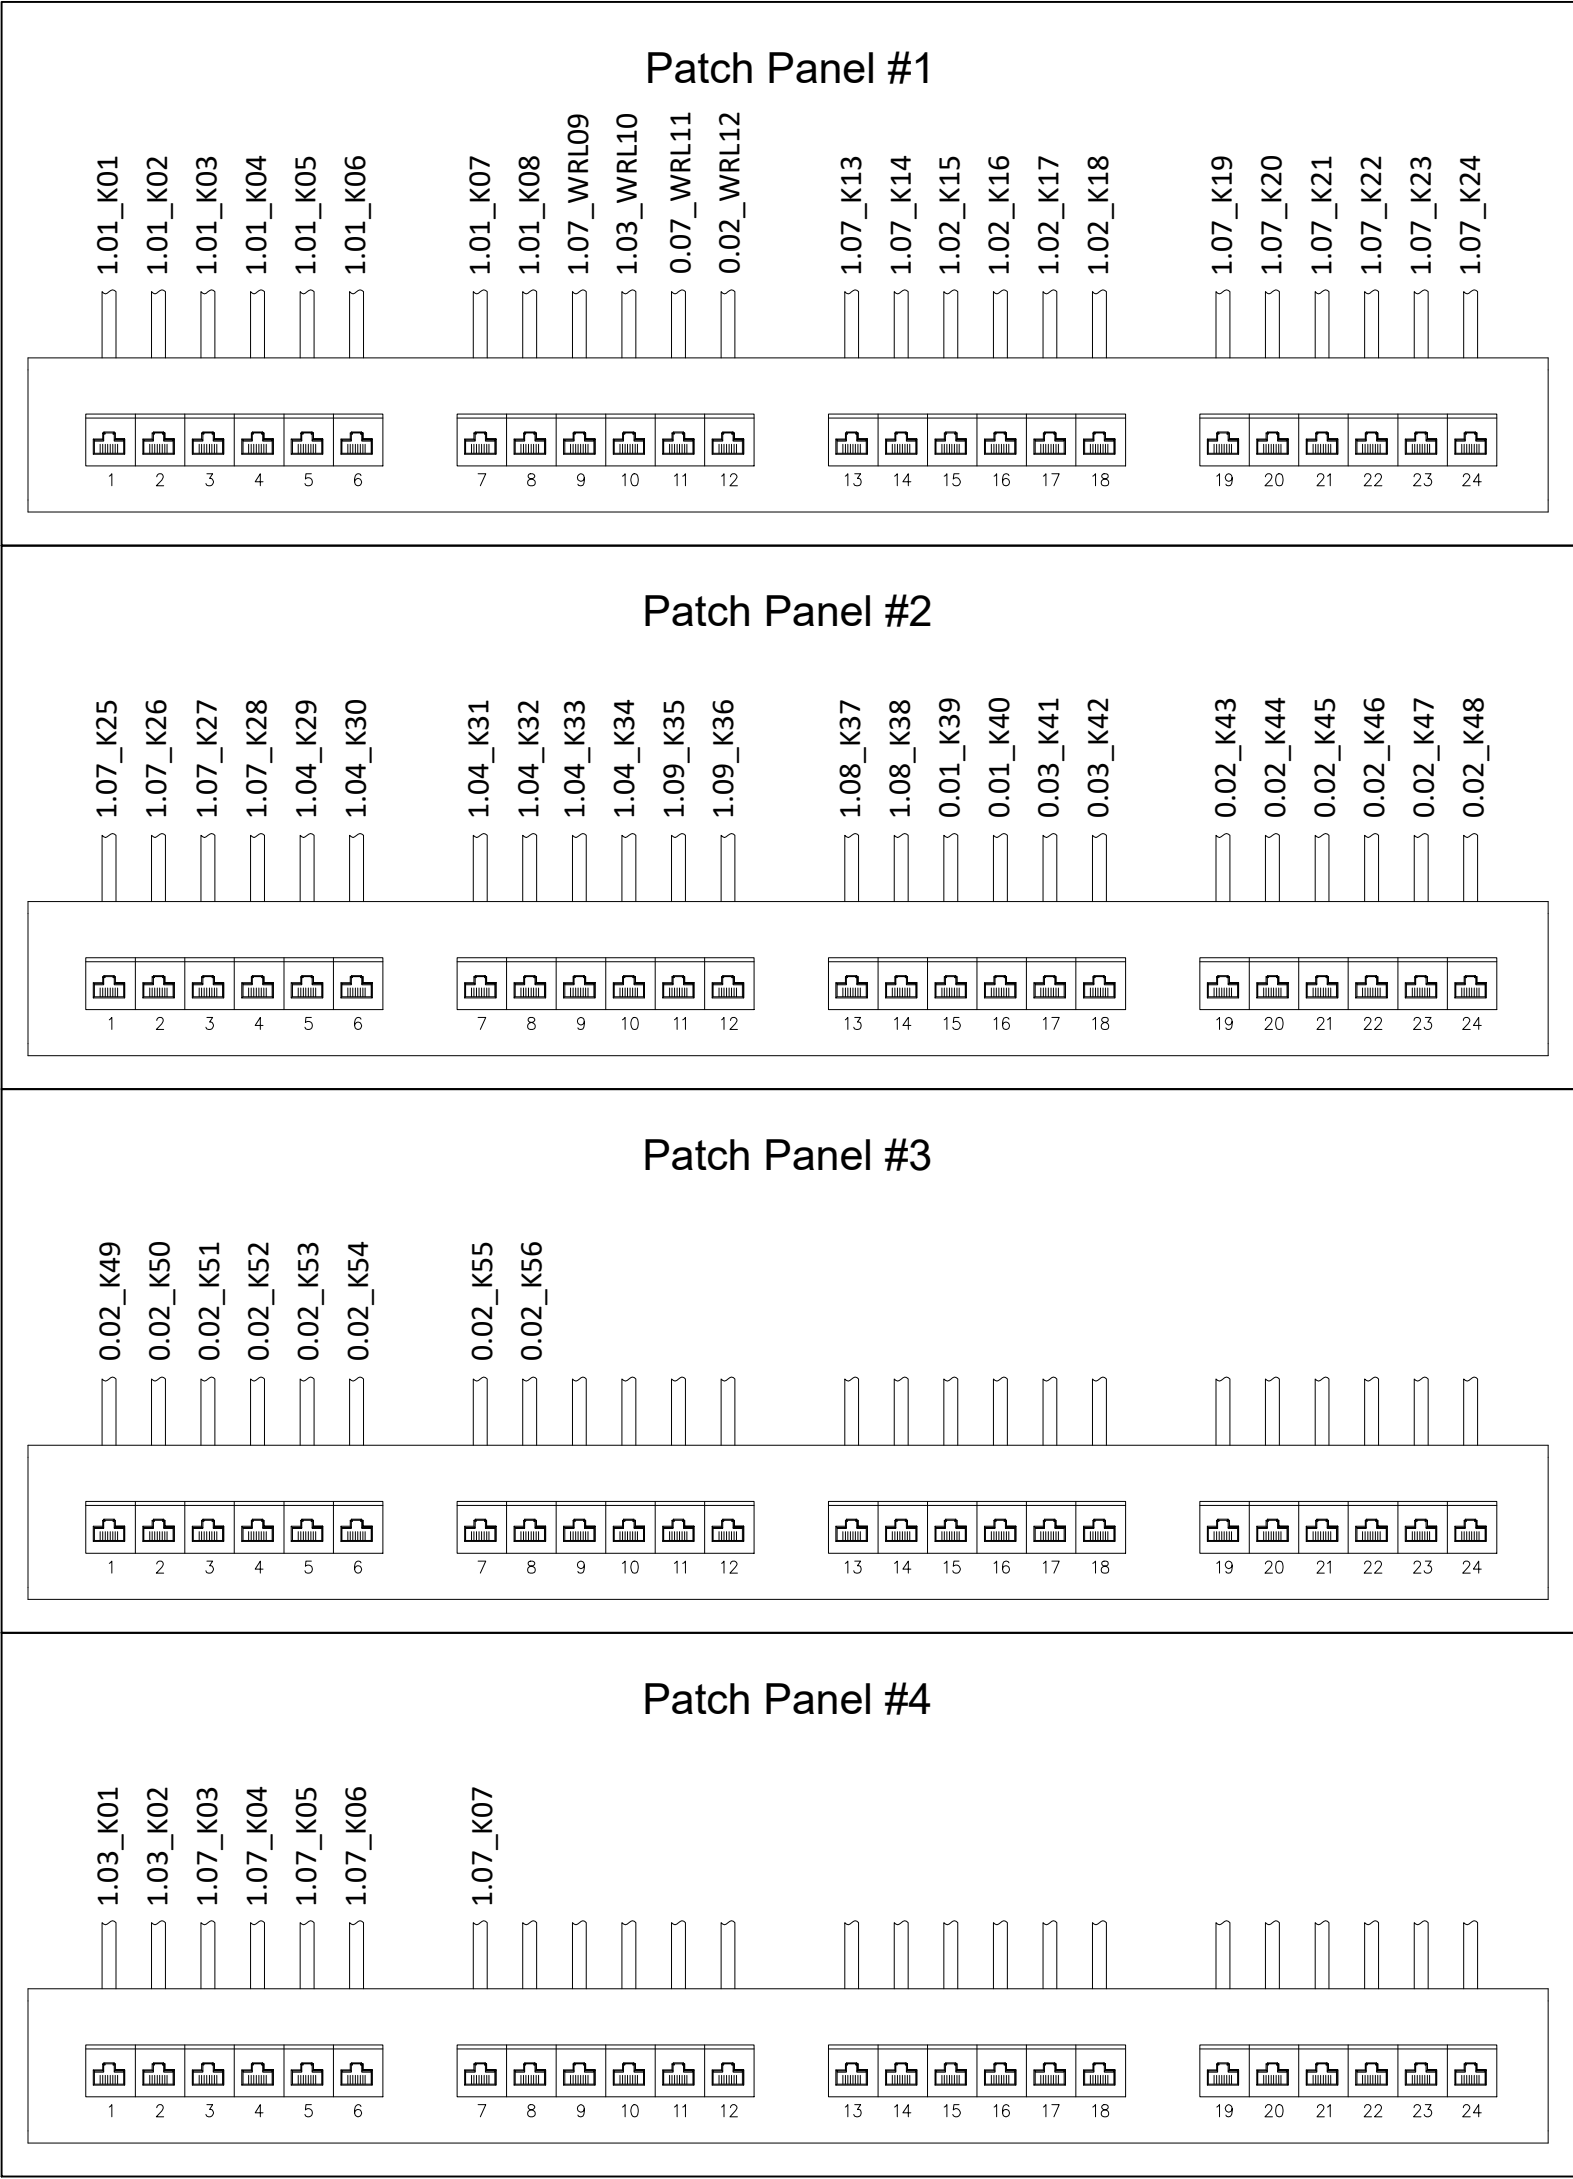 Patch Panel #1
1.01_K01 1.01_K02 1.01_K03 1.01_K04 1.01_K05 1.01_K06 1.01_K07 1.01_K08 1.07_WRL09 1.03_WRL10 0.07_WRL11 0.02_WRL12 1.07_K13 1.07_K14 1.02_K15 1.02_K16 1.02_K17 1.02_K18 1.07_K19 1.07_K20 1.07_K21 1.07_K22 1.07_K23 1.07_K24
1 2 3 4 5 6 7 8 9 10 11 12 13 14 15 16 17 18 19 20 21 22 23 24
Patch Panel #2
1.07_K25 1.07_K26 1.07_K27 1.07_K28 1.04_K29 1.04_K30 1.04_K31 1.04_K32 1.04_K33 1.04_K34 1.09_K35 1.09_K36 1.08_K37 1.08_K38 0.01_K39 0.01_K40 0.03_K41 0.03_K42 0.02_K43 0.02_K44 0.02_K45 0.02_K46 0.02_K47 0.02_K48
1 2 3 4 5 6 7 8 9 10 11 12 13 14 15 16 17 18 19 20 21 22 23 24
Patch Panel #3
0.02_K49 0.02_K50 0.02_K51 0.02_K52 0.02_K53 0.02_K54 0.02_K55 0.02_K56
1 2 3 4 5 6 7 8 9 10 11 12 13 14 15 16 17 18 19 20 21 22 23 24
Patch Panel #4
1.03_K01 1.03_K02 1.07_K03 1.07_K04 1.07_K05 1.07_K06 1.07_K07
1 2 3 4 5 6 7 8 9 10 11 12 13 14 15 16 17 18 19 20 21 22 23 24